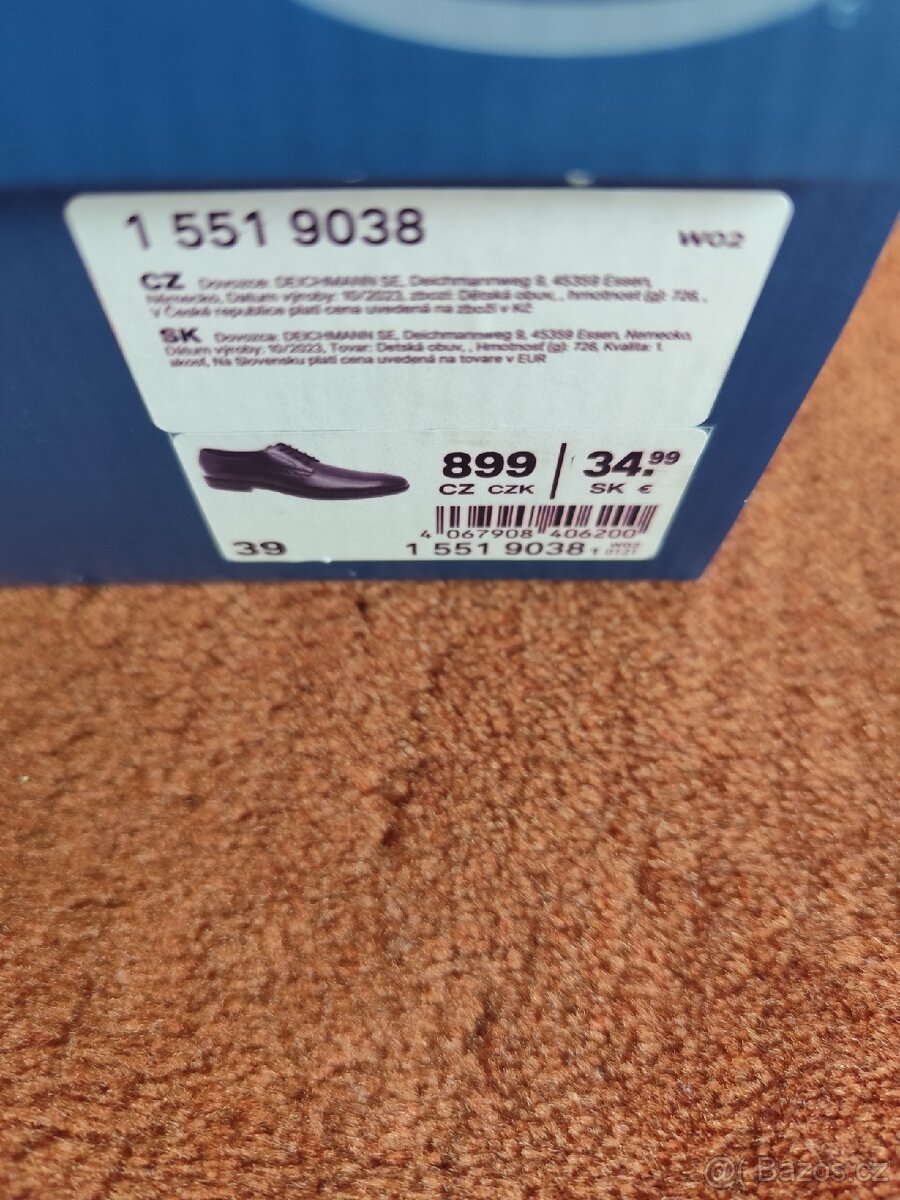 1 551 9038
W02
CZ Dovozce: DEICHMANN SE, Deichmannweg 9, 45359 Essen,
Německo, Datum výroby: 10/2023, zboží: Dětská obuv, , hmotnost (g): 726, ,
V České republice platí cena uvedená na zboží v Kč
SK Dovozca: DEICHMANN SE, Deichmannweg 9, 45359 Essen, Nemecko,
Dátum výroby: 10/2023, Tovar: Detská obuv, , Hmotnosť (g): 726, Kvalita: 1.
akosť, Na Slovensku platí cena uvedená na tovare v EUR
899 | 34.99
CZ CZK SK €
4 067908 406200
39 1 551 9038 1 W02 0121
@ Bazos.cz